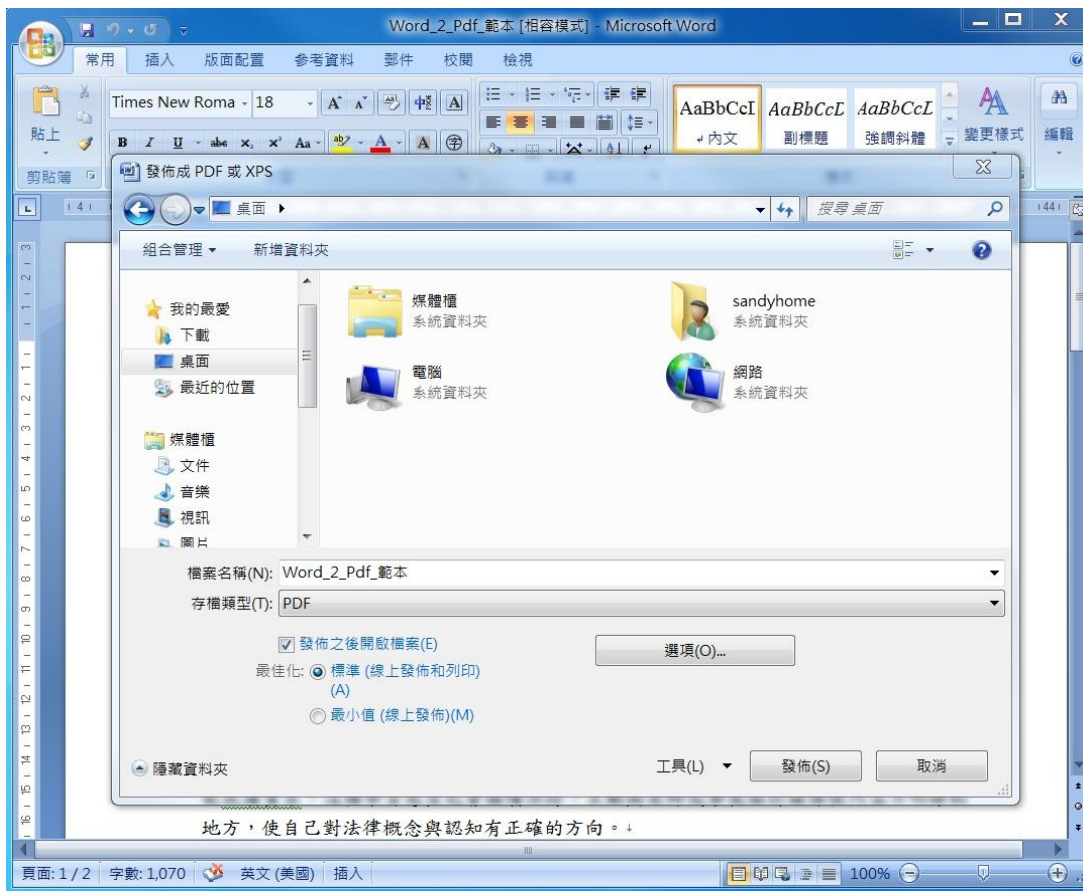 Word_2_Pdf_範本 [相容模式] - Microsoft Word
常用 插入 版面配置 參考資料 郵件 校閱 檢視
Times New Roma 18
AaBbCcI AaBbCcL AaBbCcL
貼上 B I U abc x₂ x² Aa ab A A 字 ↲內文 副標題 強調斜體 變更樣式 編輯
剪貼簿
發佈成 PDF 或 XPS
桌面
搜尋 桌面
組合管理 新增資料夾
我的最愛
下載
桌面
最近的位置
媒體櫃
文件
音樂
視訊
圖片
媒體櫃
系統資料夾
sandyhome
系統資料夾
電腦
系統資料夾
網路
系統資料夾
檔案名稱(N): Word_2_Pdf_範本
存檔類型(T): PDF
發佈之後開啟檔案(E)
選項(O)...
最佳化: 標準 (線上發佈和列印)
(A)
最小值 (線上發佈)(M)
隱藏資料夾
工具(L) 發佈(S) 取消
地方，使自己對法律概念與認知有正確的方向。
頁面: 1 / 2 字數: 1,070 英文 (美國) 插入 100%